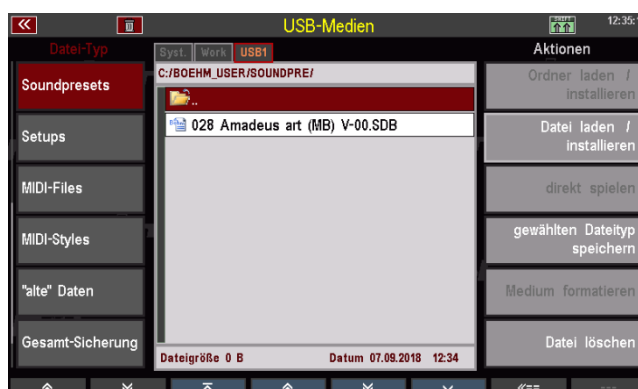 USB-Medien
12:35:
Datei-Typ
Syst. Work USB1
Aktionen
C:/BOEHM_USER/SOUNDPRE/
Soundpresets
Setups
MIDI-Files
MIDI-Styles
"alte" Daten
Gesamt-Sicherung
..
028 Amadeus art (MB) V-00.SDB
Dateigröße 0 B Datum 07.09.2018 12:34
Ordner laden /
installieren
Datei laden /
installieren
direkt spielen
gewählten Dateityp
speichern
Medium formatieren
Datei löschen